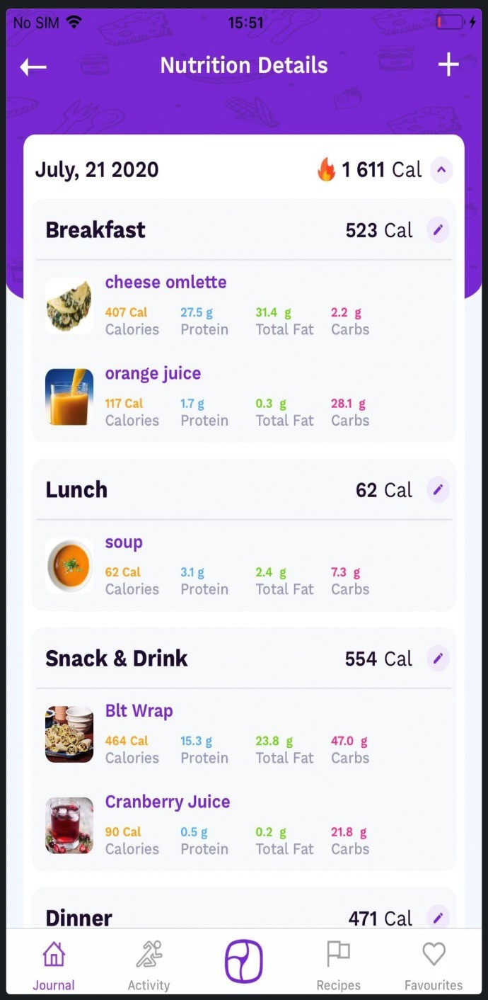 No SIM 15:51
Nutrition Details
July, 21 2020 1 611 Cal
Breakfast 523 Cal
cheese omlette
407 Cal 27.5 g 31.4 g 2.2 g
Calories Protein Total Fat Carbs
orange juice
117 Cal 1.7 g 0.3 g 28.1 g
Calories Protein Total Fat Carbs
Lunch 62 Cal
soup
62 Cal 3.1 g 2.4 g 7.3 g
Calories Protein Total Fat Carbs
Snack & Drink 554 Cal
Blt Wrap
464 Cal 15.3 g 23.8 g 47.0 g
Calories Protein Total Fat Carbs
Cranberry Juice
90 Cal 0.5 g 0.2 g 21.8 g
Calories Protein Total Fat Carbs
Dinner 471 Cal
Journal Activity Recipes Favourites